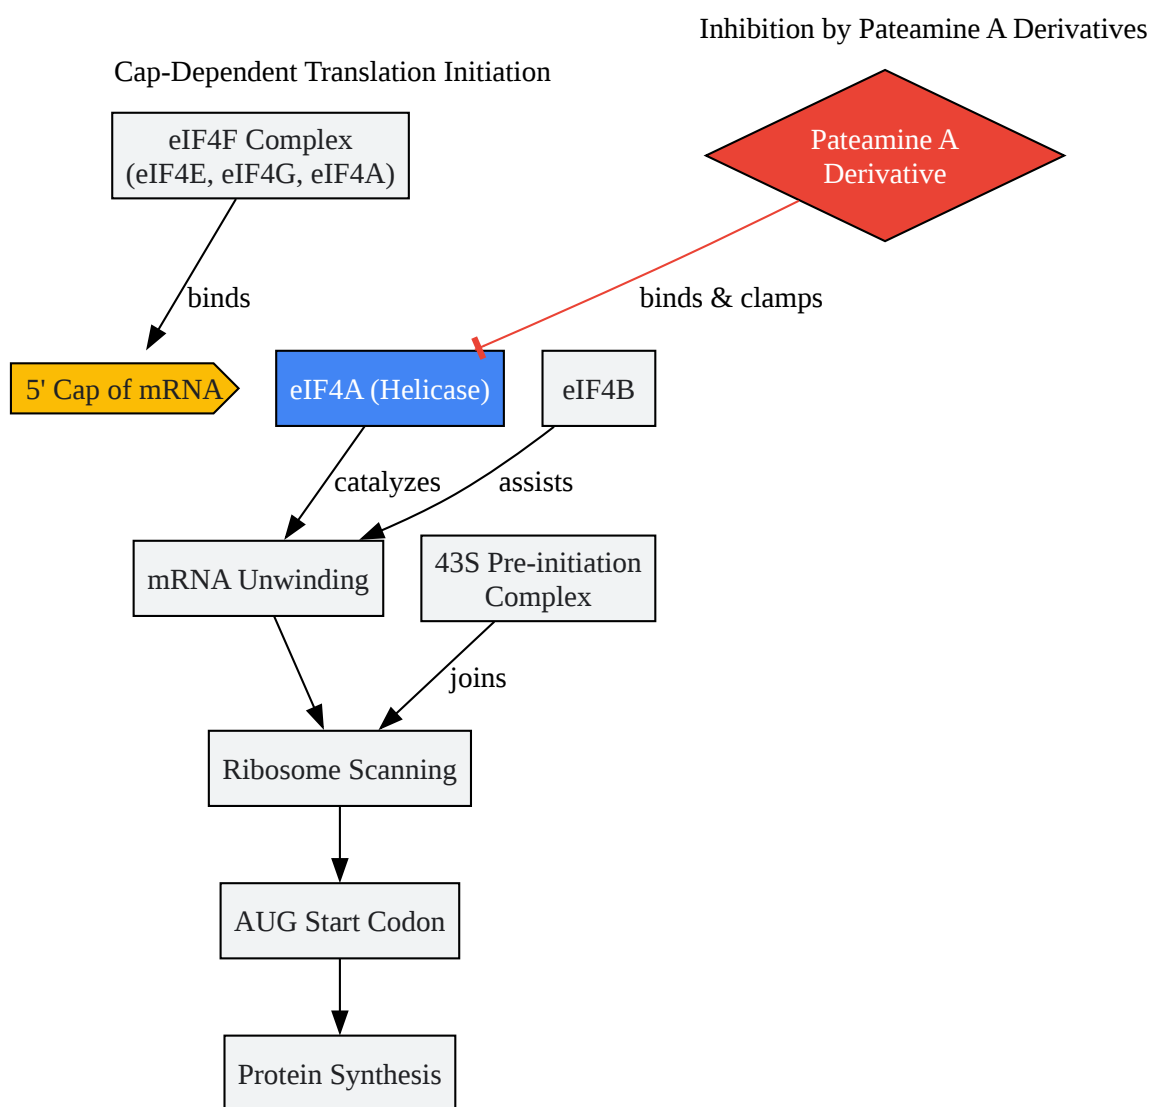 Inhibition by Pateamine A Derivatives
Cap-Dependent Translation Initiation
eIF4F Complex
(eIF4E, eIF4G, eIF4A)
Pateamine A
Derivative
binds
binds & clamps
5' Cap of mRNA
eIF4A (Helicase)
eIF4B
catalyzes
assists
mRNA Unwinding
43S Pre-initiation
Complex
joins
Ribosome Scanning
AUG Start Codon
Protein Synthesis